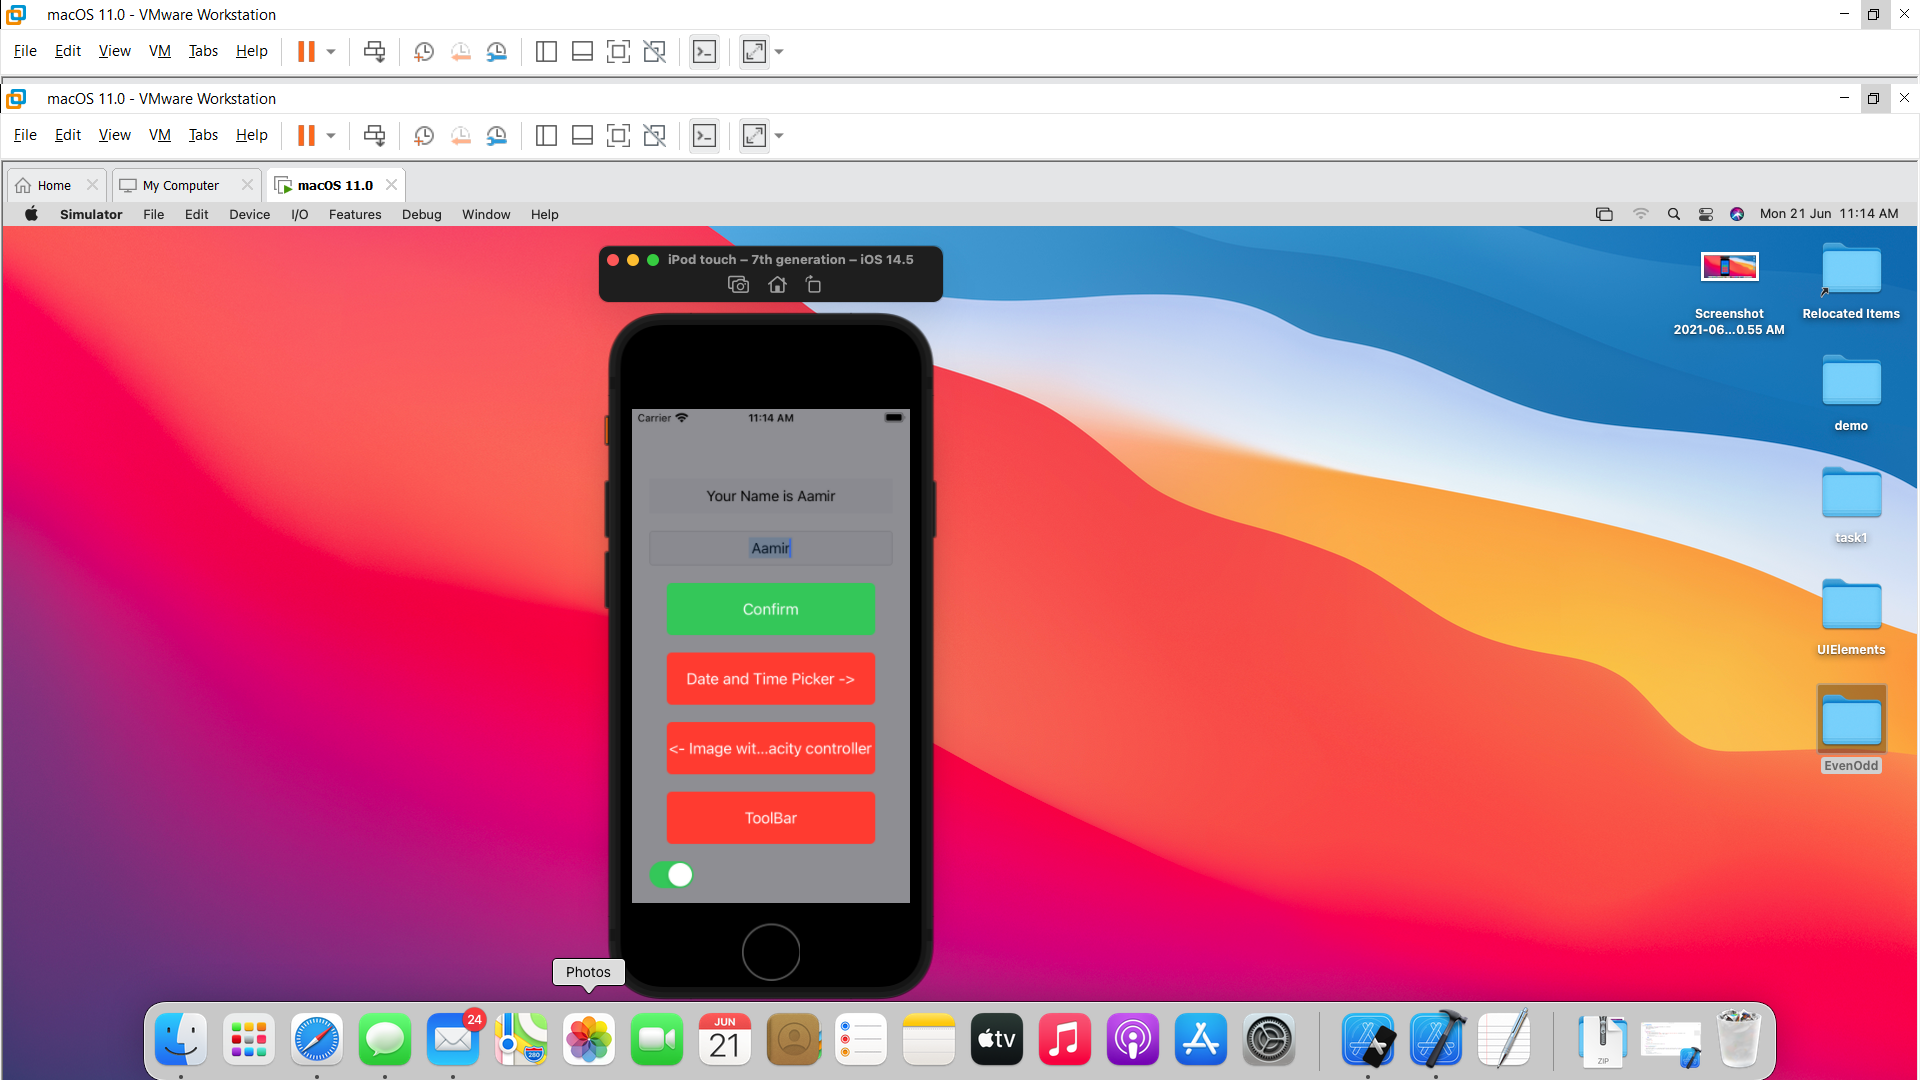 macOS 11.0 - VMware Workstation
File Edit View VM Tabs Help
macOS 11.0 - VMware Workstation
File Edit View VM Tabs Help
Home My Computer macOS 11.0
Simulator File Edit Device I/O Features Debug Window Help Mon 21 Jun 11:14 AM
iPod touch – 7th generation – iOS 14.5
Screenshot
2021-06...0.55 AM
Relocated Items
demo
task1
UIElements
EvenOdd
Carrier 11:14 AM
Your Name is Aamir
Aamir
Confirm
Date and Time Picker ->
<- Image wit...acity controller
ToolBar
Photos
24
280
JUN
21
tv
ZIP